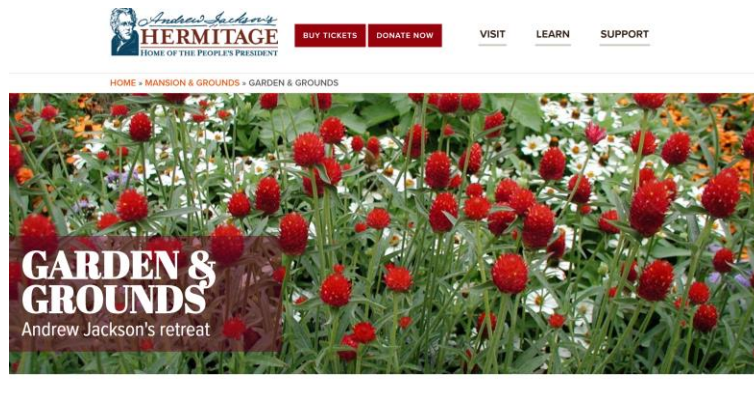 Andrew Jackson's
HERMITAGE
HOME OF THE PEOPLE'S PRESIDENT
BUY TICKETS
DONATE NOW
VISIT
LEARN
SUPPORT
HOME » MANSION & GROUNDS » GARDEN & GROUNDS
GARDEN &
GROUNDS
Andrew Jackson's retreat